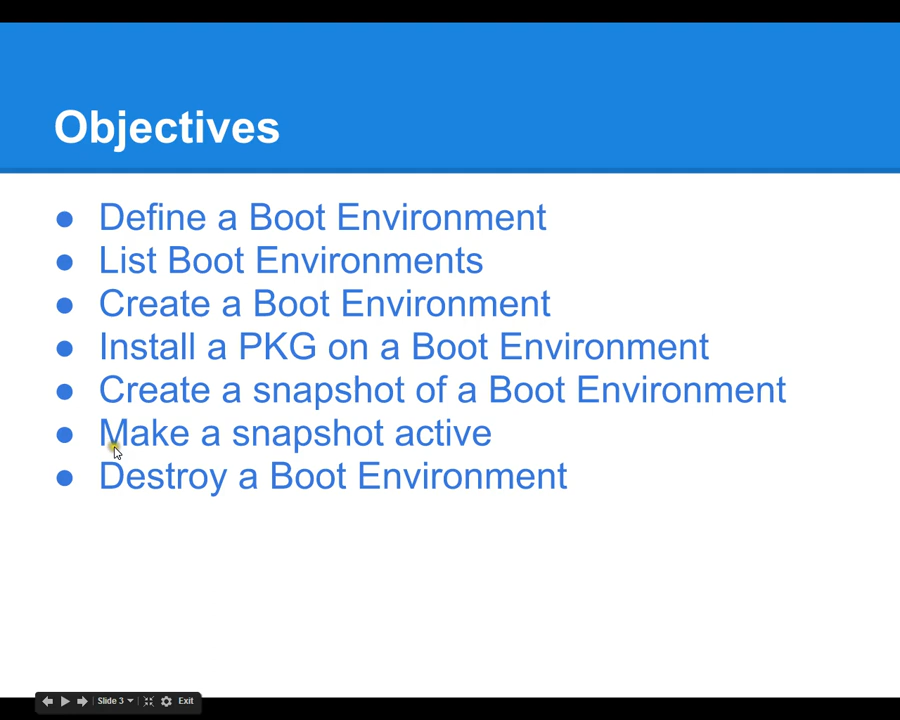 Objectives
● Define a Boot Environment
● List Boot Environments
● Create a Boot Environment
● Install a PKG on a Boot Environment
● Create a snapshot of a Boot Environment
● Make a snapshot active
● Destroy a Boot Environment
Slide 3 Exit